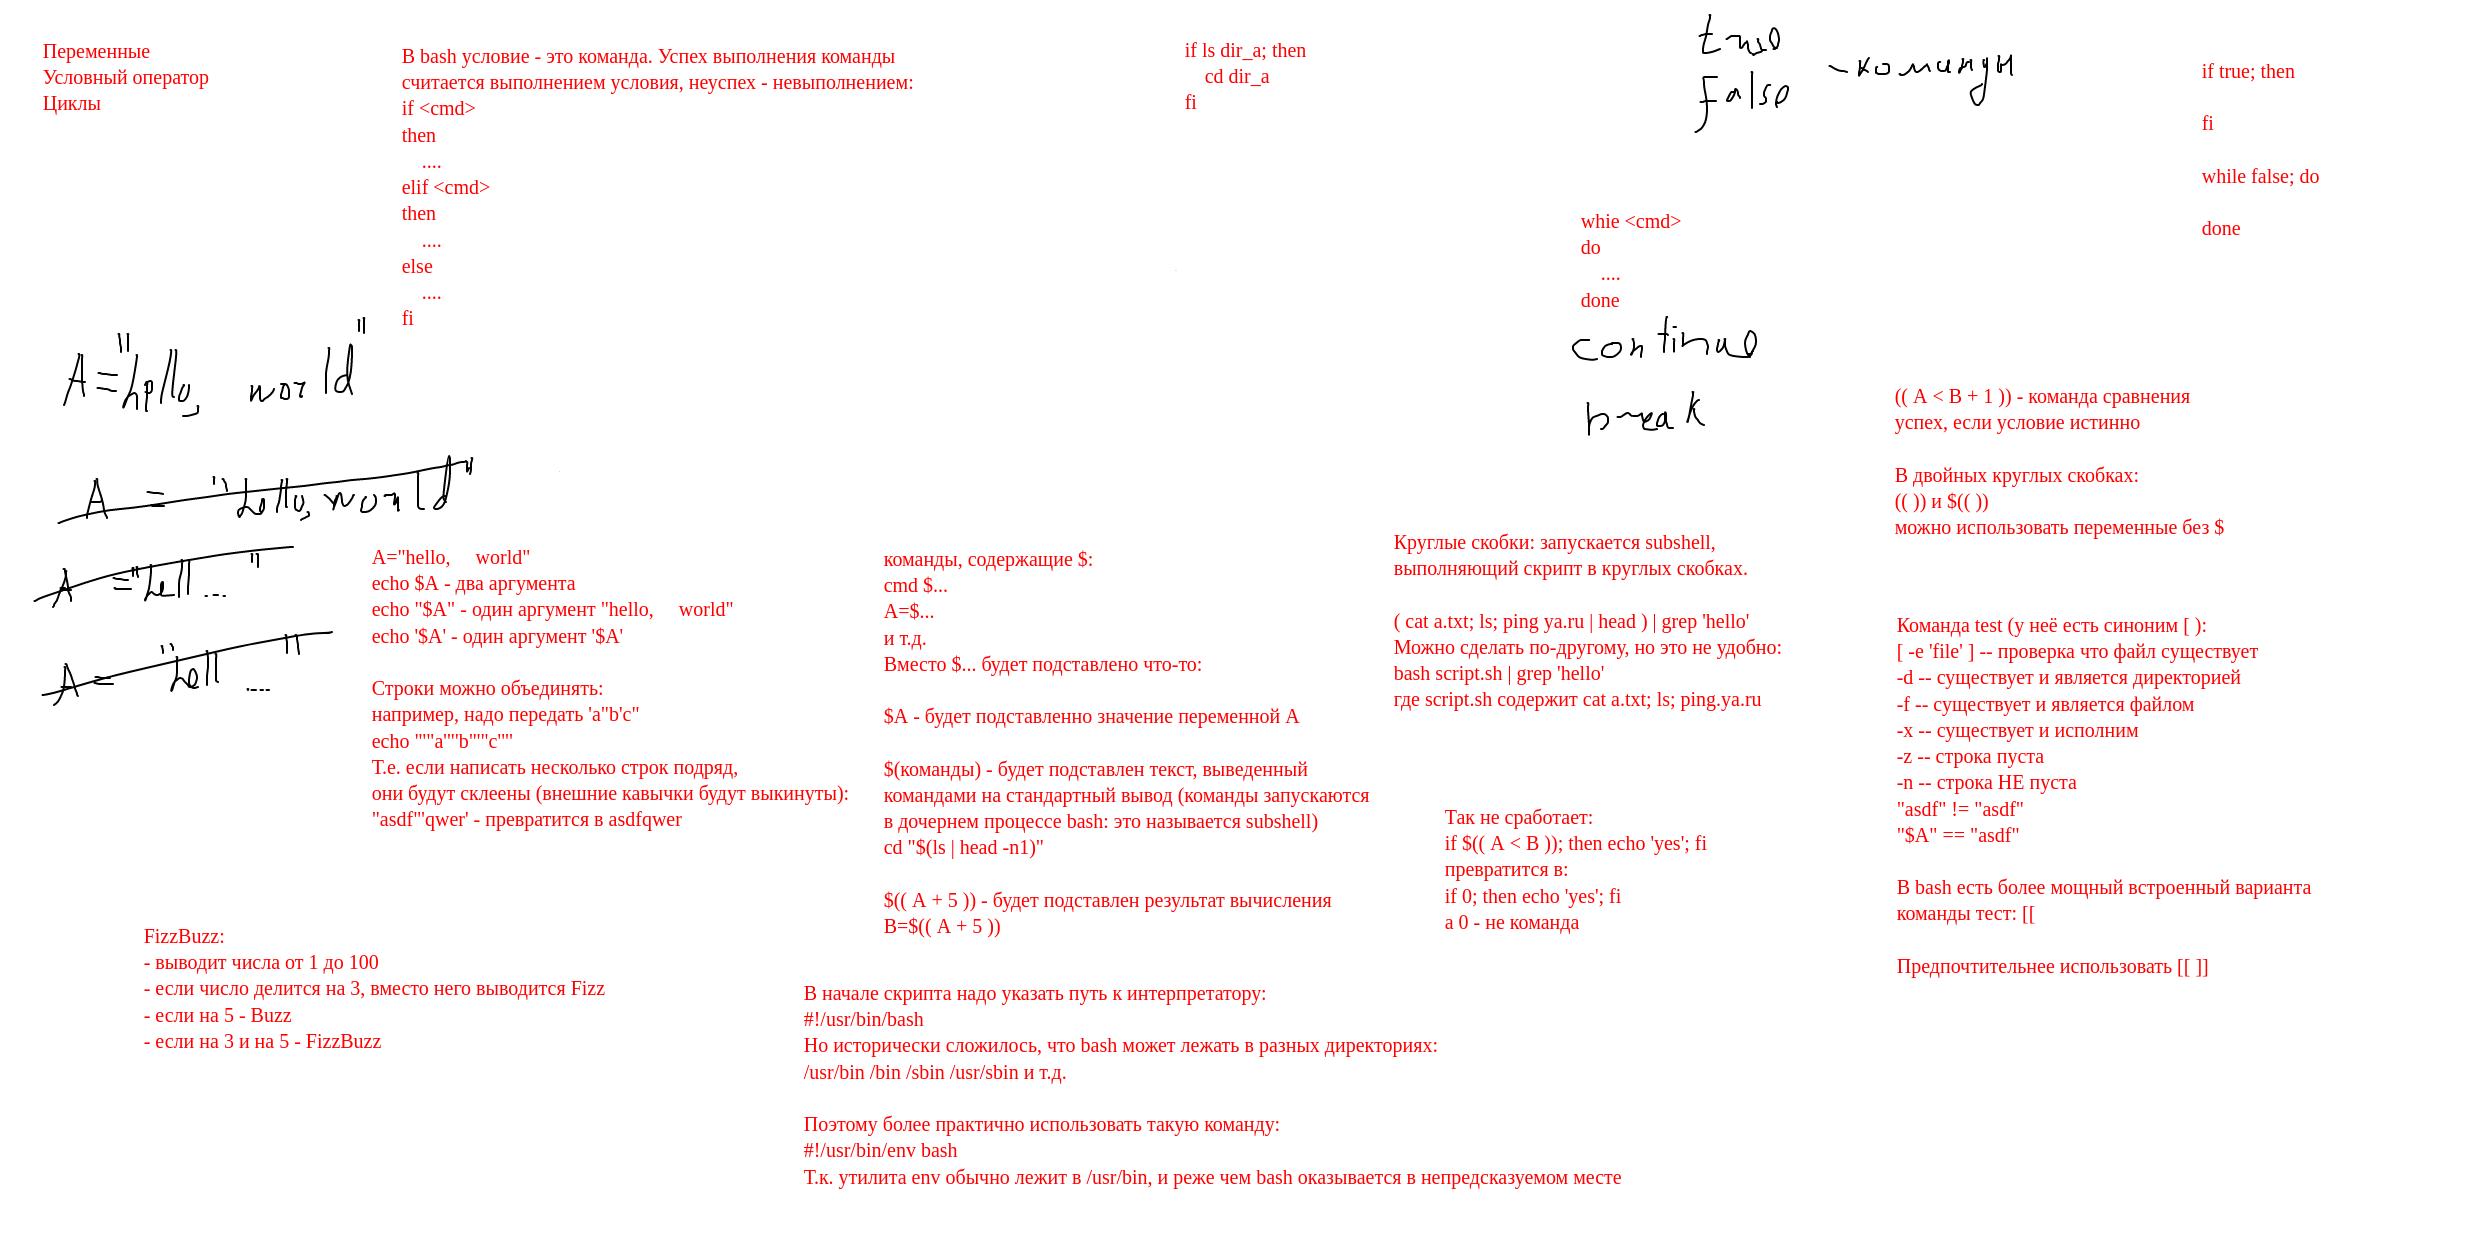 Переменные
Условный оператор
Циклы
В bash условие - это команда. Успех выполнения команды
считается выполнением условия, неуспех - невыполнением:
if <cmd>
then
....
elif <cmd>
then
....
else
....
fi
if ls dir_a; then
cd dir_a
fi
true
False
- команды
if true; then
fi
while false; do
done
whie <cmd>
do
....
done
continue
break
A="hello, world"
A = "hello, world"
A ="hell..."
A= "hell ..."
A="hello,     world"
echo $A - два аргумента
echo "$A" - один аргумент "hello,     world"
echo '$A' - один аргумент '$A'
Строки можно объединять:
например, надо передать 'a"b'c"
echo "'"'a'"'b'"'"'c'"'
Т.е. если написать несколько строк подряд,
они будут склеены (внешние кавычки будут выкинуты):
"asdf"'qwer' - превратится в asdfqwer
команды, содержащие $:
cmd $...
A=$...
и т.д.
Вместо $... будет подставлено что-то:
$A - будет подставленно значение переменной A
$(команды) - будет подставлен текст, выведенный
командами на стандартный вывод (команды запускаются
в дочернем процессе bash: это называется subshell)
cd "$(ls | head -n1)"
$(( A + 5 )) - будет подставлен результат вычисления
B=$(( A + 5 ))
Круглые скобки: запускается subshell,
выполняющий скрипт в круглых скобках.
( cat a.txt; ls; ping ya.ru | head ) | grep 'hello'
Можно сделать по-другому, но это не удобно:
bash script.sh | grep 'hello'
где script.sh содержит cat a.txt; ls; ping.ya.ru
Так не сработает:
if $(( A < B )); then echo 'yes'; fi
превратится в:
if 0; then echo 'yes'; fi
а 0 - не команда
(( A < B + 1 )) - команда сравнения
успех, если условие истинно
В двойных круглых скобках:
(( )) и $(( ))
можно использовать переменные без $
Команда test (у неё есть синоним [ ):
[ -e 'file' ] -- проверка что файл существует
-d -- существует и является директорией
-f -- существует и является файлом
-x -- существует и исполним
-z -- строка пуста
-n -- строка НЕ пуста
"asdf" != "asdf"
"$A" == "asdf"
В bash есть более мощный встроенный варианта
команды тест: [[
Предпочтительнее использовать [[ ]]
FizzBuzz:
- выводит числа от 1 до 100
- если число делится на 3, вместо него выводится Fizz
- если на 5 - Buzz
- если на 3 и на 5 - FizzBuzz
В начале скрипта надо указать путь к интерпретатору:
#!/usr/bin/bash
Но исторически сложилось, что bash может лежать в разных директориях:
/usr/bin /bin /sbin /usr/sbin и т.д.
Поэтому более практично использовать такую команду:
#!/usr/bin/env bash
Т.к. утилита env обычно лежит в /usr/bin, и реже чем bash оказывается в непредсказуемом месте